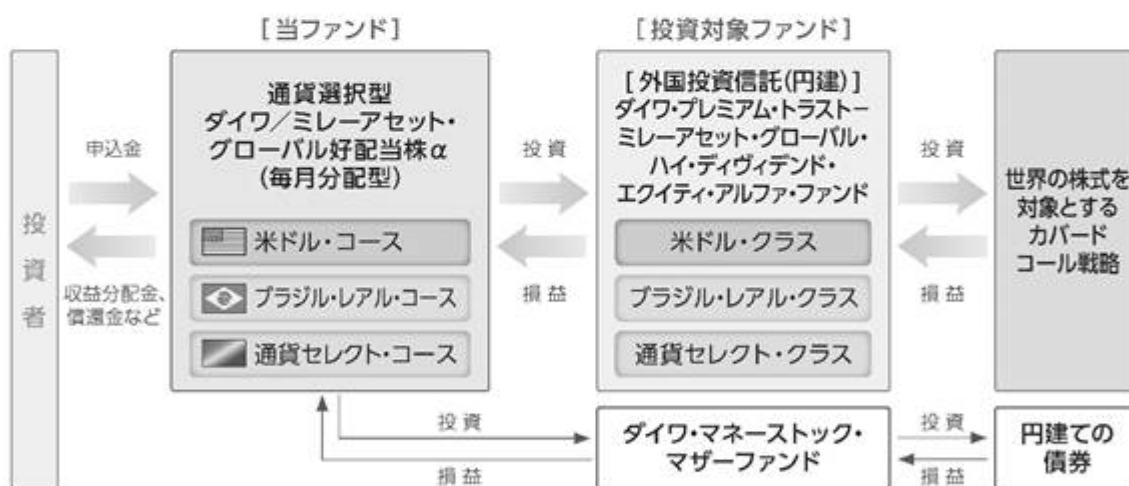 [当ファンド]
[投資対象ファンド]
投資者
申込金
収益分配金、
償還金など
通貨選択型
ダイワ/ミレーアセット・
グローバル好配当株α
(毎月分配型)
米ドル・コース
ブラジル・レアル・コース
通貨セレクト・コース
投資
損益
[外国投資信託(円建)]
ダイワ・プレミアム・トラストー
ミレーアセット・グローバル・
ハイ・ディヴィデンド・
エクイティ・アルファ・ファンド
米ドル・クラス
ブラジル・レアル・クラス
通貨セレクト・クラス
投資
損益
世界の株式を
対象とする
カバード
コール戦略
投資
損益
ダイワ・マネーストック・
マザーファンド
投資
損益
円建ての
債券